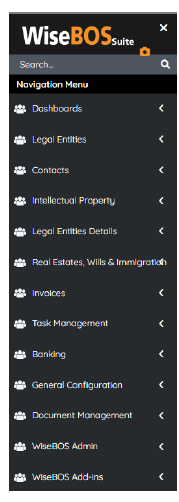 WiseBOS Suite
Search...
Navigation Menu
Dashboards
Legal Entities
Contacts
Intellectual Property
Legal Entities Details
Real Estates, Wills & Immigration
Invoices
Task Management
Banking
General Configuration
Document Management
WiseBOS Admin
WiseBOS Add-Ins